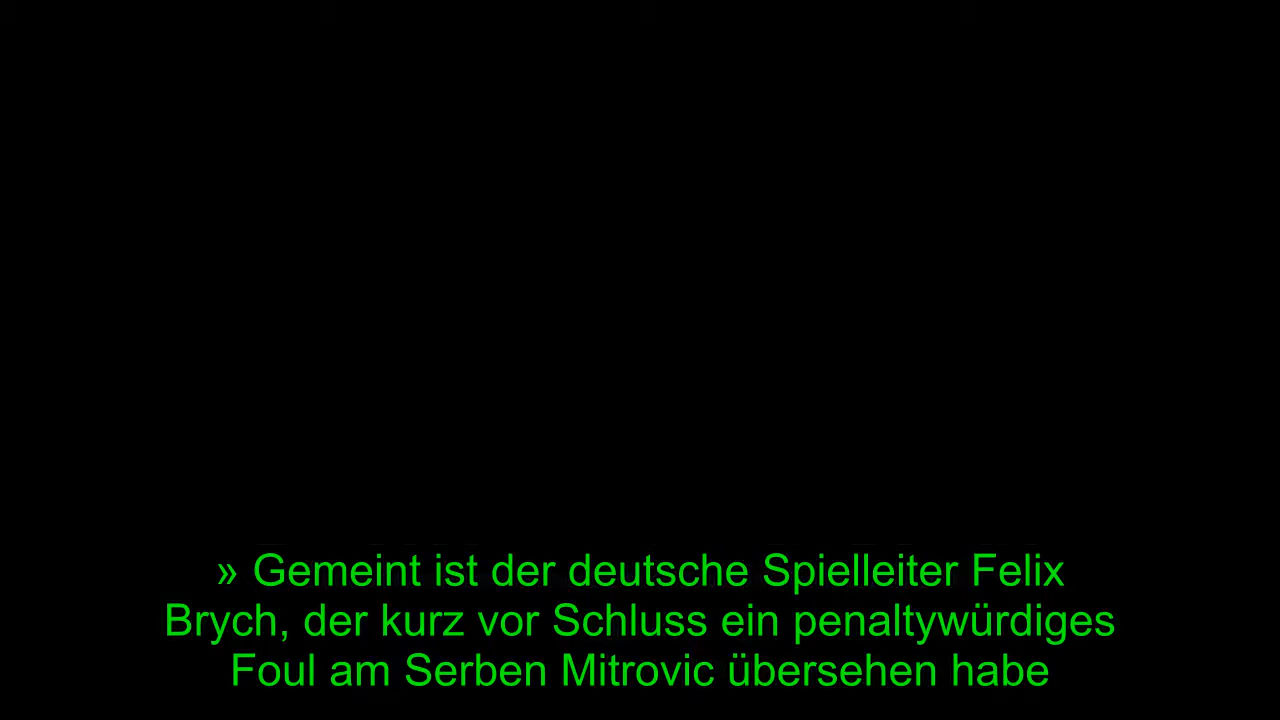 » Gemeint ist der deutsche Spielleiter Felix
Brych, der kurz vor Schluss ein penaltywürdiges
Foul am Serben Mitrovic übersehen habe